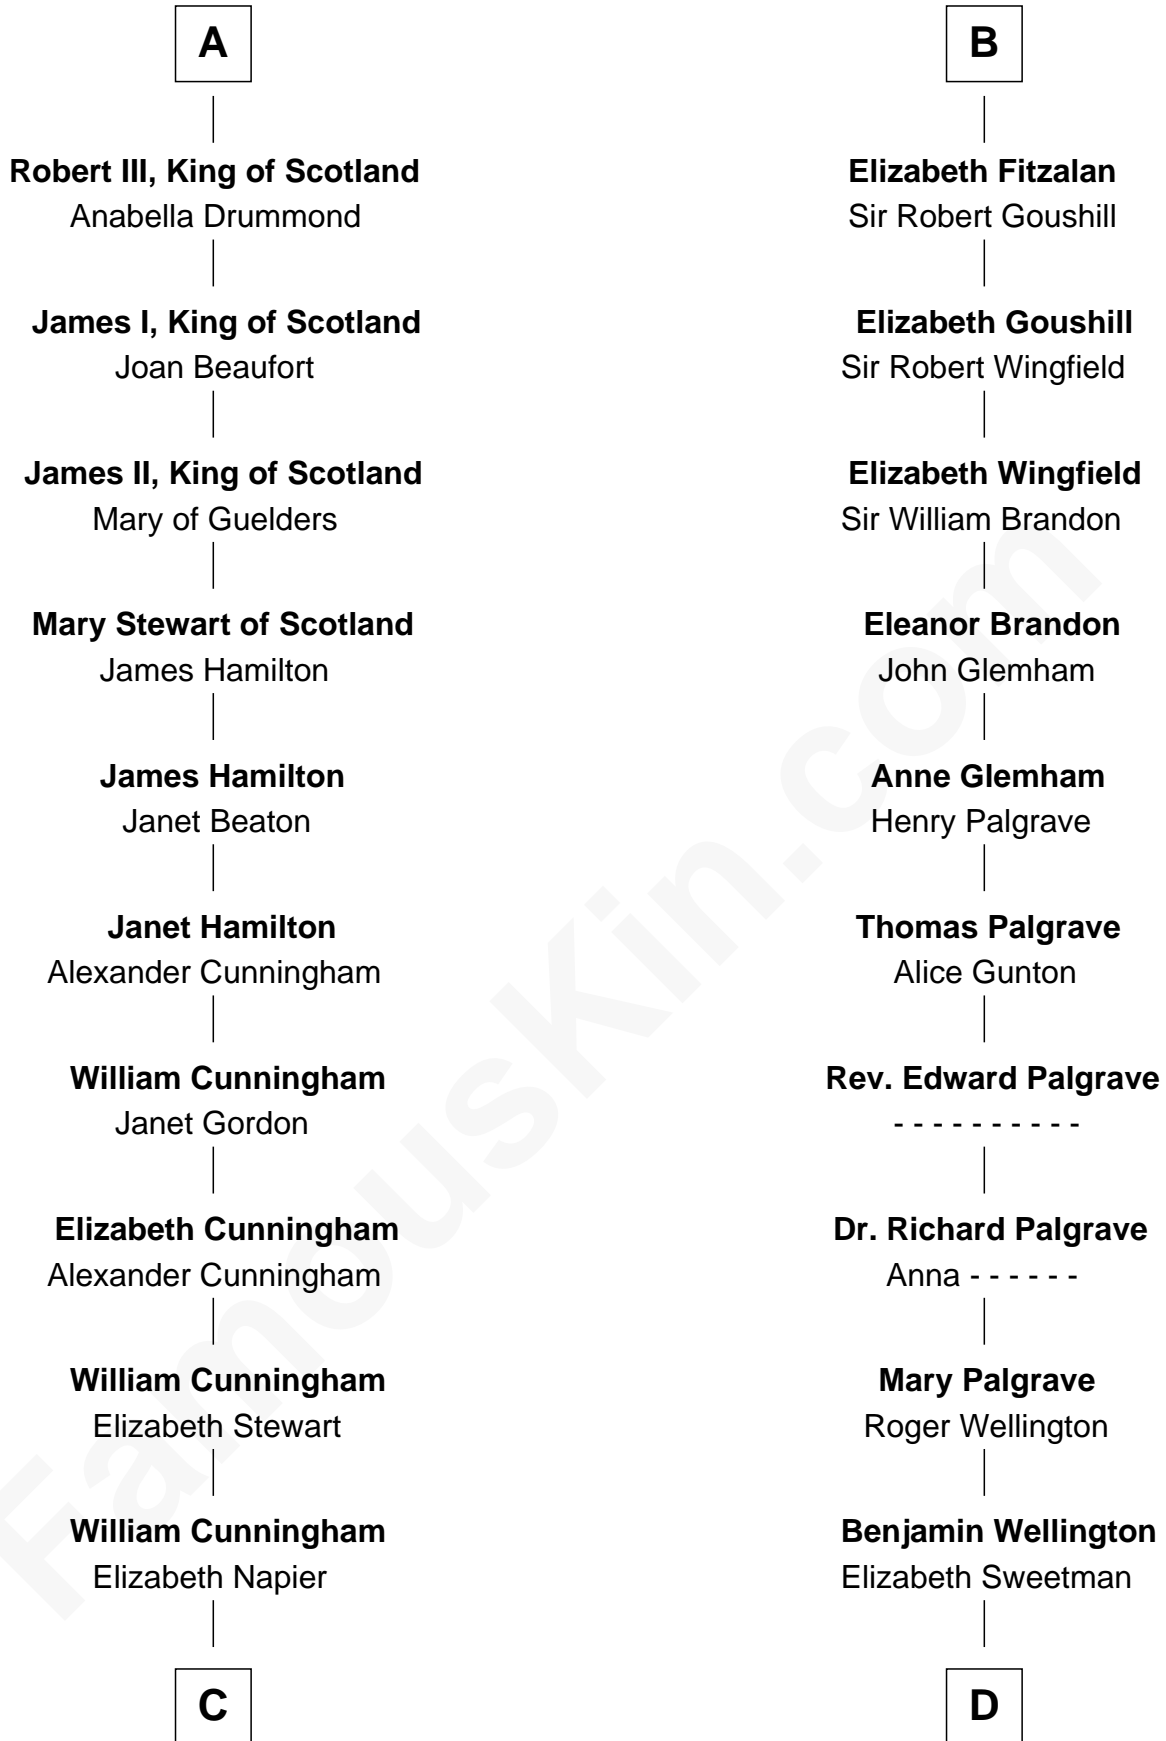 A
Robert III, King of Scotland
Anabella Drummond
James I, King of Scotland
Joan Beaufort
James II, King of Scotland
Mary of Guelders
Mary Stewart of Scotland
James Hamilton
James Hamilton
Janet Beaton
Janet Hamilton
Alexander Cunningham
William Cunningham
Janet Gordon
Elizabeth Cunningham
Alexander Cunningham
William Cunningham
Elizabeth Stewart
William Cunningham
Elizabeth Napier
C
B
Elizabeth Fitzalan
Sir Robert Goushill
Elizabeth Goushill
Sir Robert Wingfield
Elizabeth Wingfield
Sir William Brandon
Eleanor Brandon
John Glemham
Anne Glemham
Henry Palgrave
Thomas Palgrave
Alice Gunton
Rev. Edward Palgrave
- - - - - - - - - -
Dr. Richard Palgrave
Anna - - - - - -
Mary Palgrave
Roger Wellington
Benjamin Wellington
Elizabeth Sweetman
D
FamousKin.com